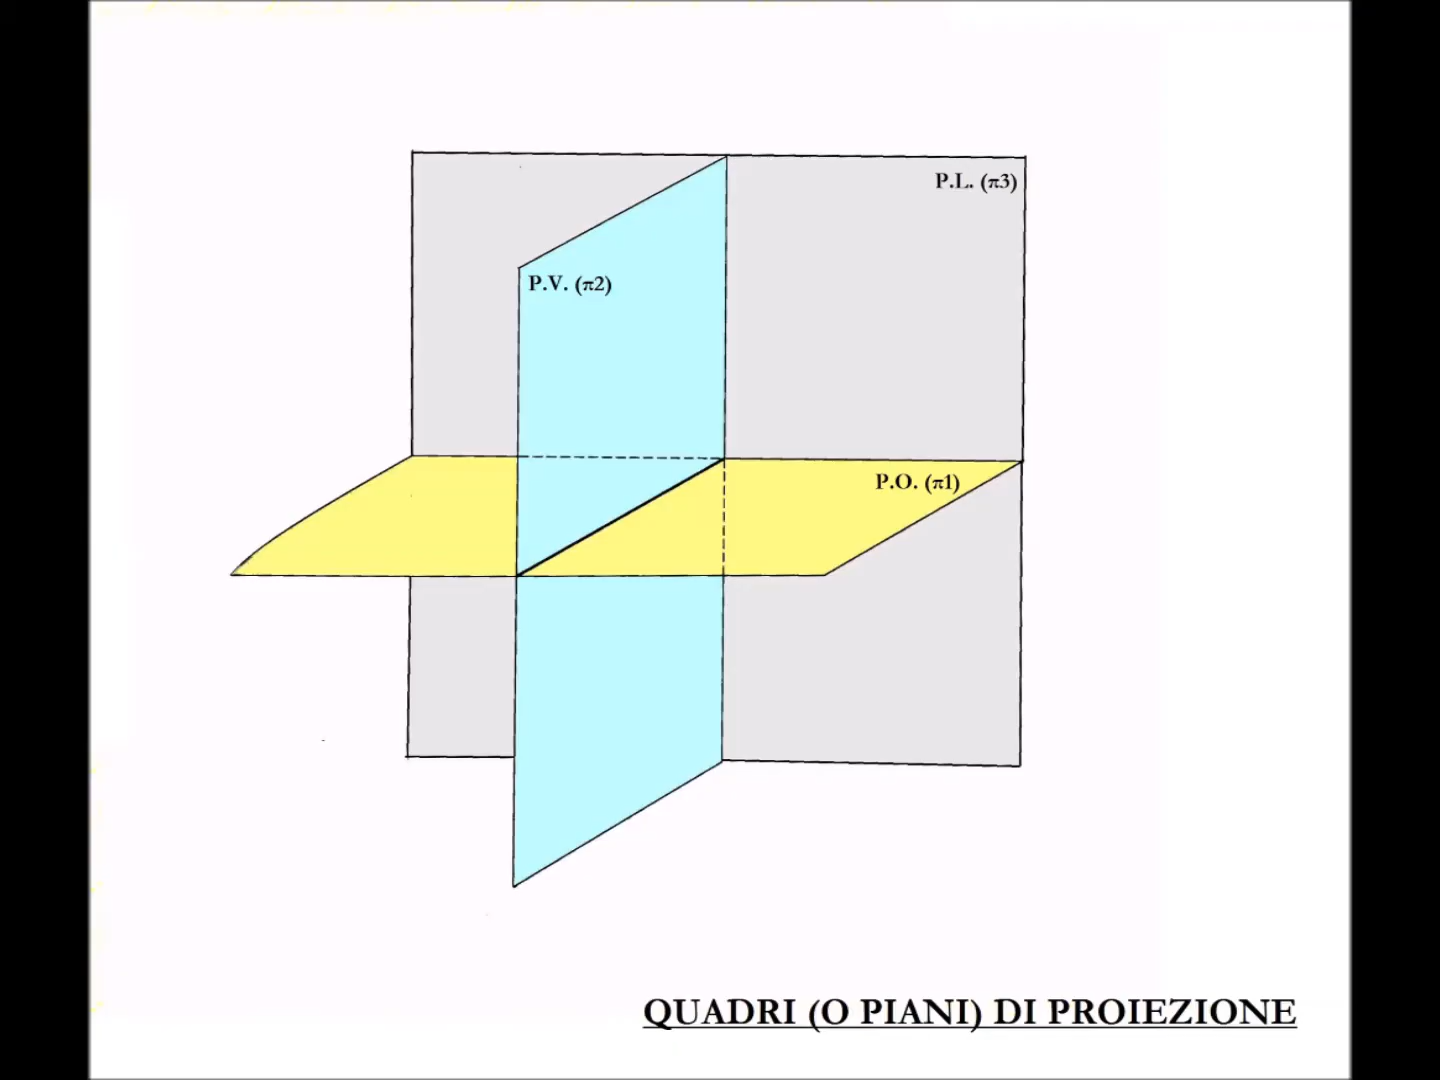 P.L. (π3)
P.V. (π2)
P.O. (π1)
QUADRI (O PIANI) DI PROIEZIONE